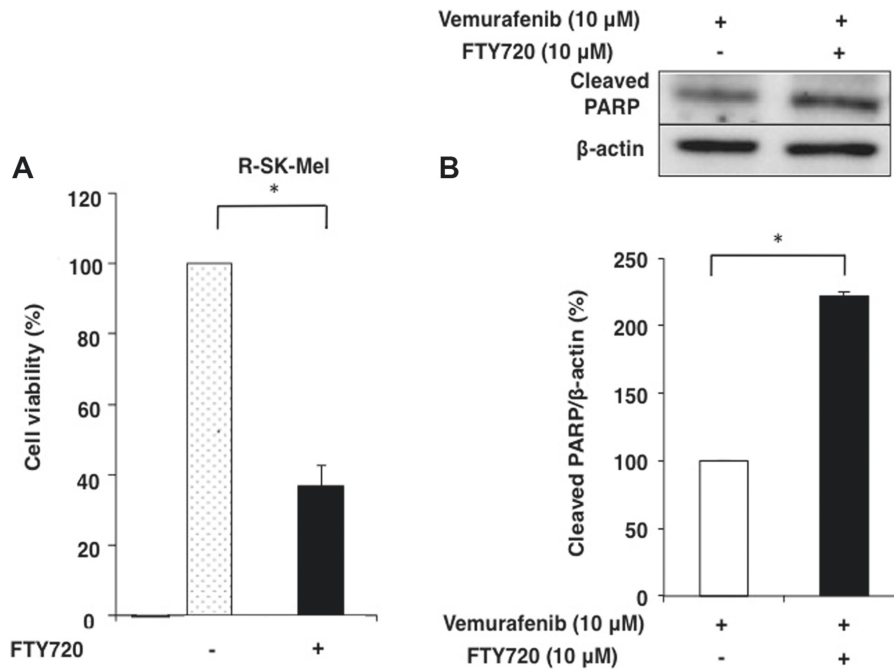 A
R-SK-Mel
*
120
100
80
60
40
20
0
Cell viability (%)
FTY720 - +
Vemurafenib (10 µM) + +
FTY720 (10 µM) - +
Cleaved
PARP
β-actin
B
*
250
200
150
100
50
0
Cleaved PARP/β-actin (%)
Vemurafenib (10 µM) + +
FTY720 (10 µM) - +